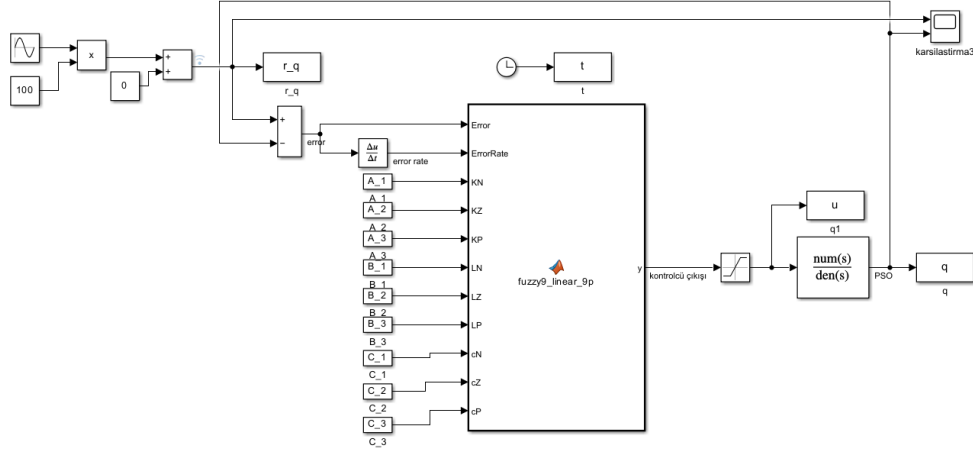 100
x
+
+
0
r_q
r_q
t
t
karsilastirma3
+
−
error
Δu
Δt
error rate
Error
ErrorRate
KN
KZ
KP
LN
LZ
LP
cN
cZ
cP
A_1
A_1
A_2
A_2
A_3
A_3
B_1
B_1
B_2
B_2
B_3
B_3
C_1
C_1
C_2
C_2
C_3
C_3
fuzzy9_linear_9p
y
kontrolcü çıkışı
u
q1
num(s)
den(s)
PSO
q
q